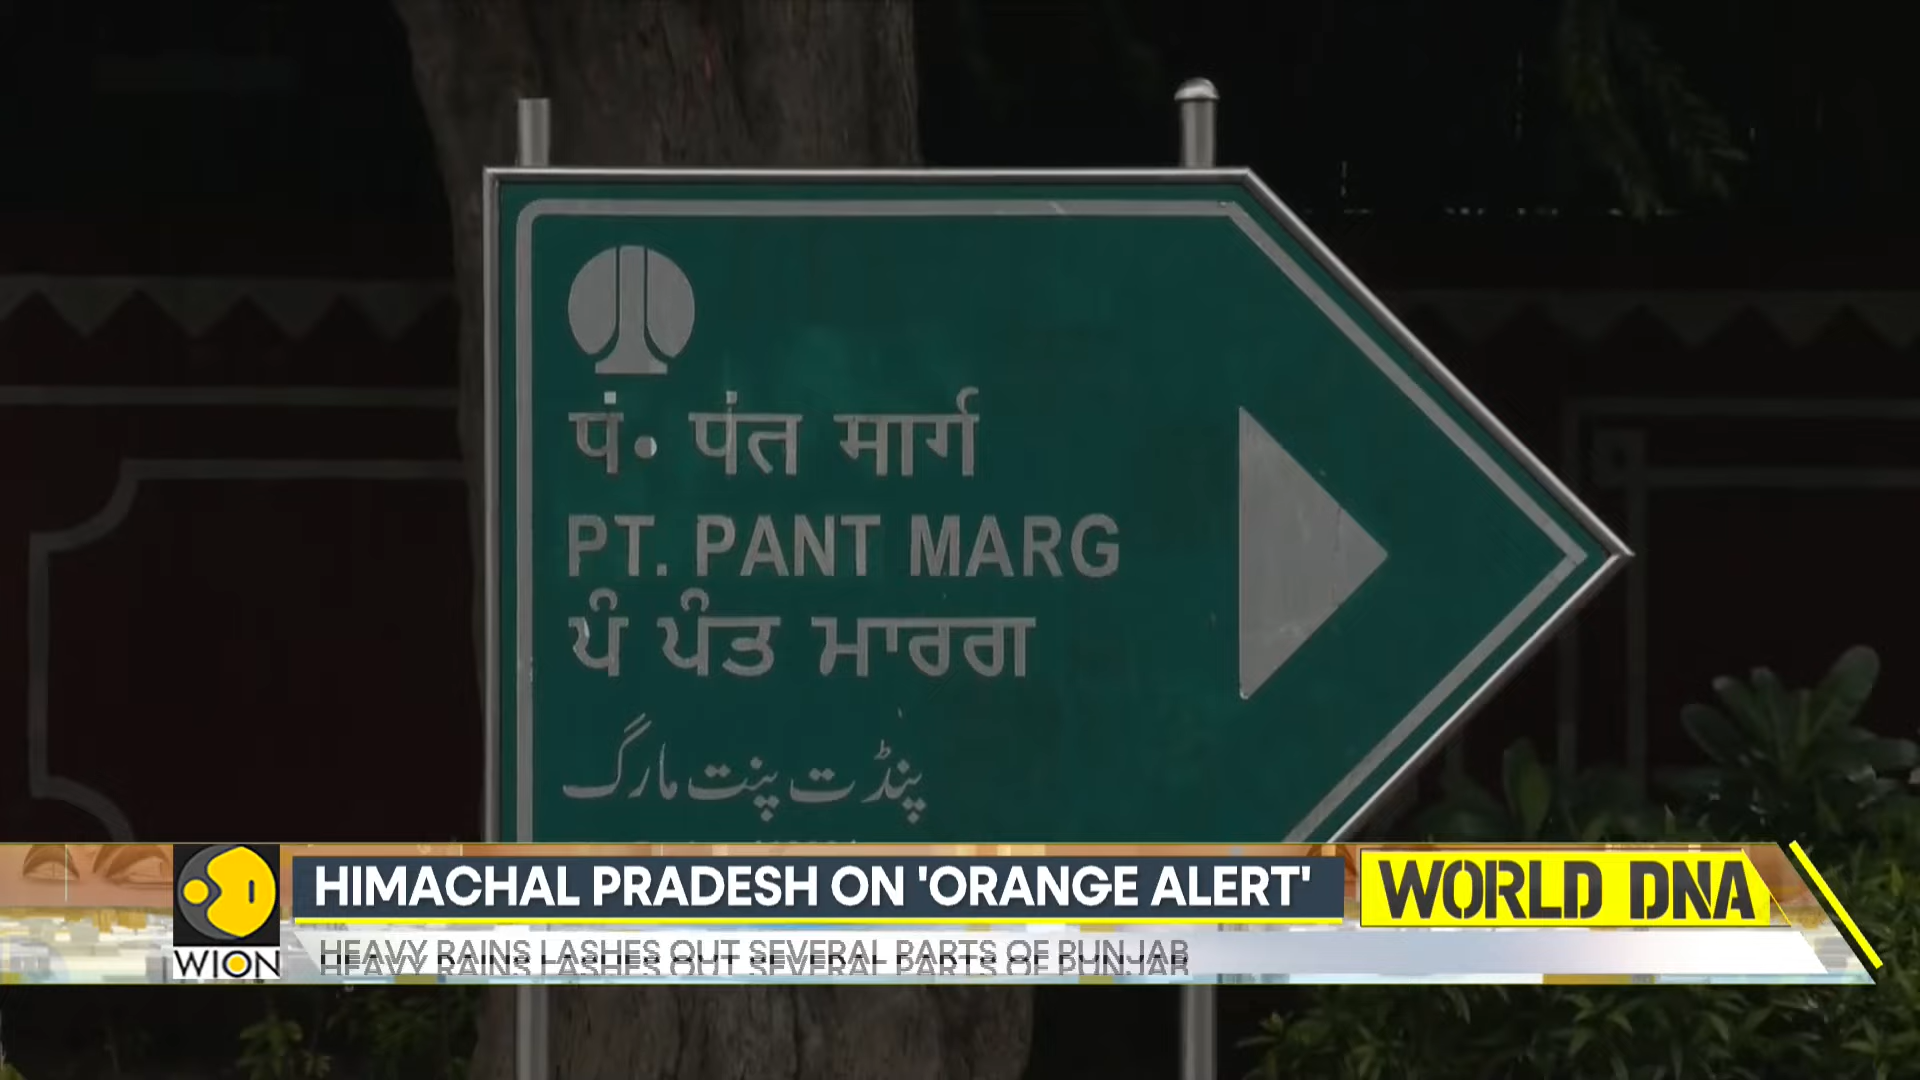 पं. पंत मार्ग
PT. PANT MARG
ਪੰ ਪੰਤ ਮਾਰਗ
پنڈت پنت مارگ
HIMACHAL PRADESH ON 'ORANGE ALERT'
WORLD DNA
HEAVY RAINS LASHES OUT SEVERAL PARTS OF PUNJAB
WION